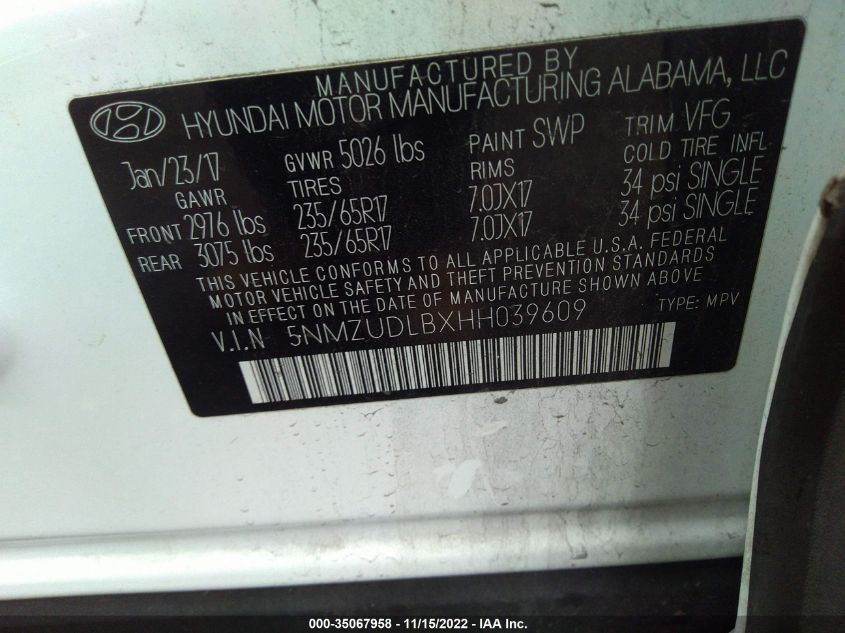 MANUFACTURED BY
HYUNDAI MOTOR MANUFACTURING ALABAMA, LLC
Jan/23/17 GVWR 5026 lbs PAINT SWP TRIM VFG
GAWR TIRES RIMS COLD TIRE INFL
FRONT 2976 lbs 235/65R17 7.0JX17 34 psi SINGLE
REAR 3075 lbs 235/65R17 7.0JX17 34 psi SINGLE
THIS VEHICLE CONFORMS TO ALL APPLICABLE U.S.A. FEDERAL
MOTOR VEHICLE SAFETY AND THEFT PREVENTION STANDARDS
IN EFFECT ON THE DATE OF MANUFACTURE SHOWN ABOVE
V.I.N 5NMZUDLBXHH039609 TYPE: MPV
000-35067958 - 11/15/2022 - IAA Inc.